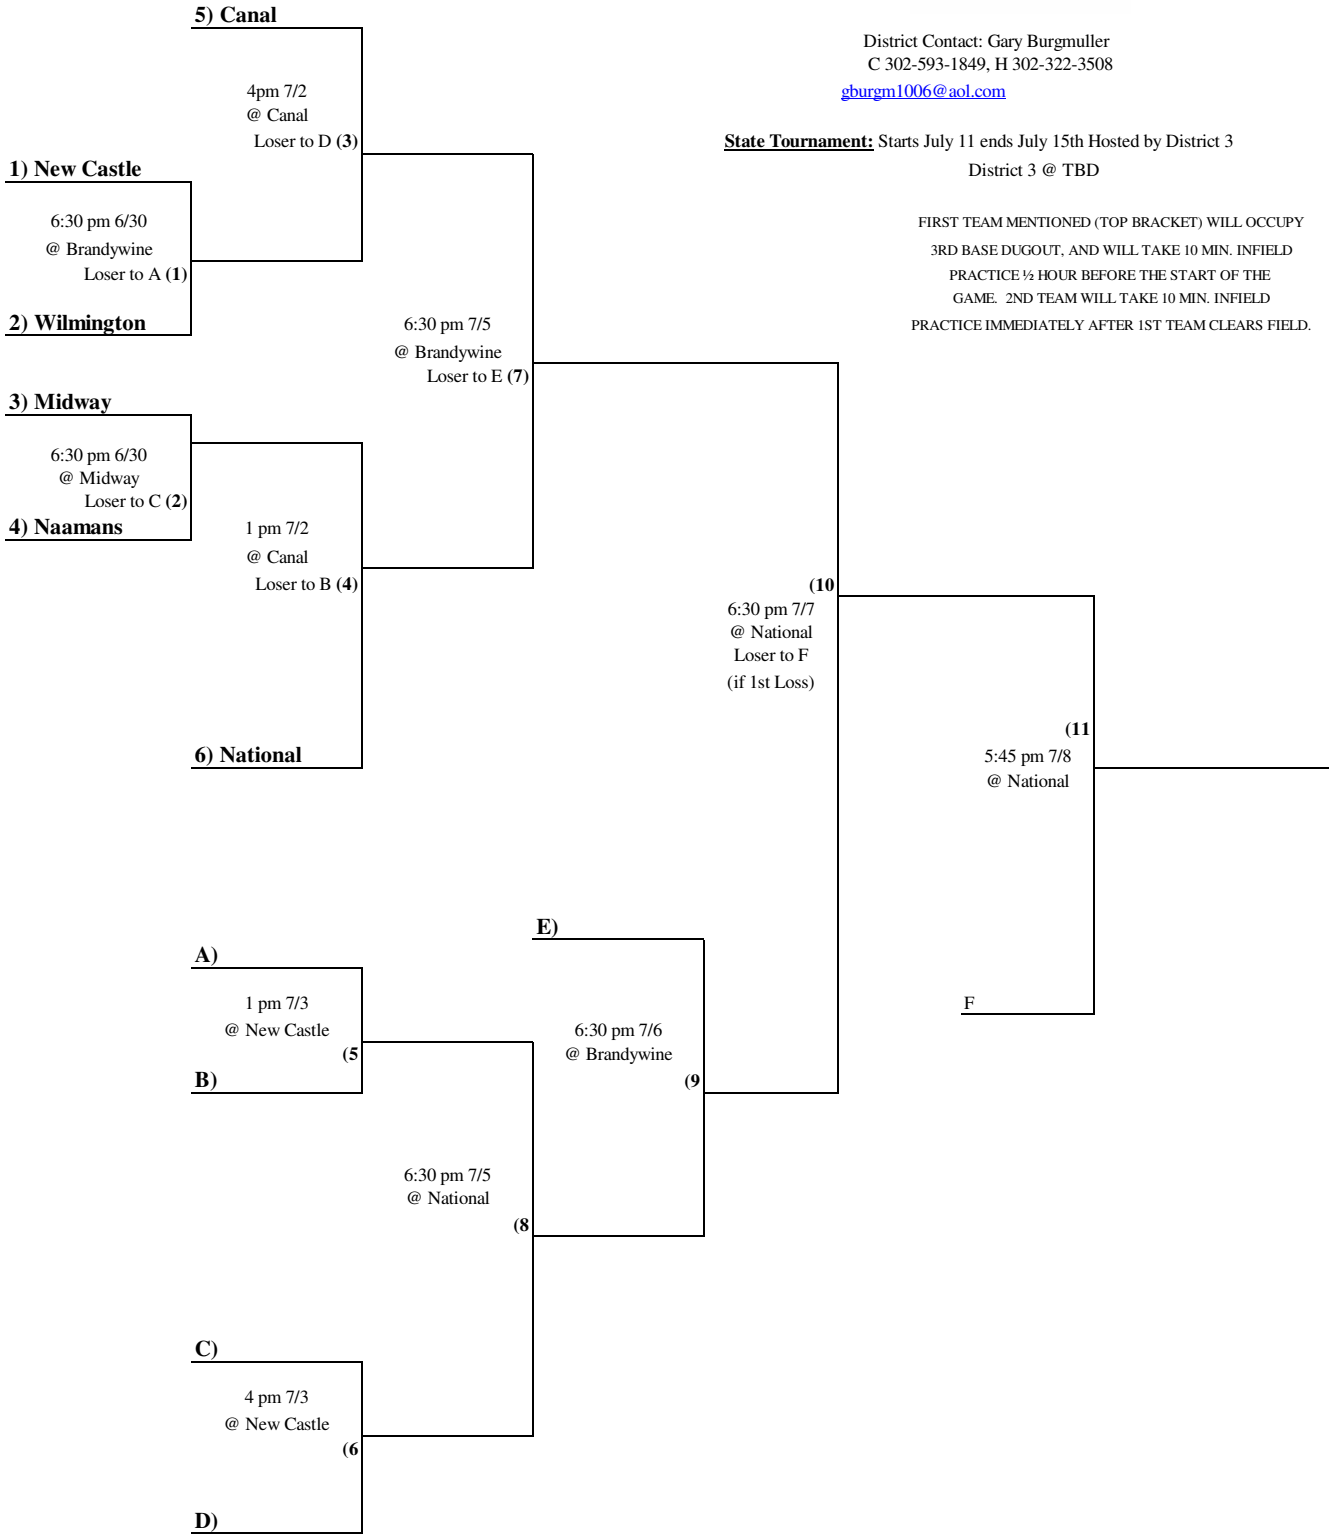 5) Canal
District Contact: Gary Burgmuller
C 302-593-1849, H 302-322-3508
gburgm1006@aol.com
4pm 7/2
@ Canal
Loser to D (3)
State Tournament: Starts July 11 ends July 15th Hosted by District 3
District 3 @ TBD
1) New Castle
6:30 pm 6/30
@ Brandywine
Loser to A (1)
2) Wilmington
FIRST TEAM MENTIONED (TOP BRACKET) WILL OCCUPY
3RD BASE DUGOUT, AND WILL TAKE 10 MIN. INFIELD
PRACTICE ½ HOUR BEFORE THE START OF THE
GAME. 2ND TEAM WILL TAKE 10 MIN. INFIELD
PRACTICE IMMEDIATELY AFTER 1ST TEAM CLEARS FIELD.
6:30 pm 7/5
@ Brandywine
Loser to E (7)
3) Midway
6:30 pm 6/30
@ Midway
Loser to C (2)
4) Naamans
1 pm 7/2
@ Canal
Loser to B (4)
(10
6:30 pm 7/7
@ National
Loser to F
(if 1st Loss)
6) National
(11
5:45 pm 7/8
@ National
E)
A)
1 pm 7/3
@ New Castle
(5
B)
F
6:30 pm 7/6
@ Brandywine
(9
6:30 pm 7/5
@ National
(8
C)
4 pm 7/3
@ New Castle
(6
D)